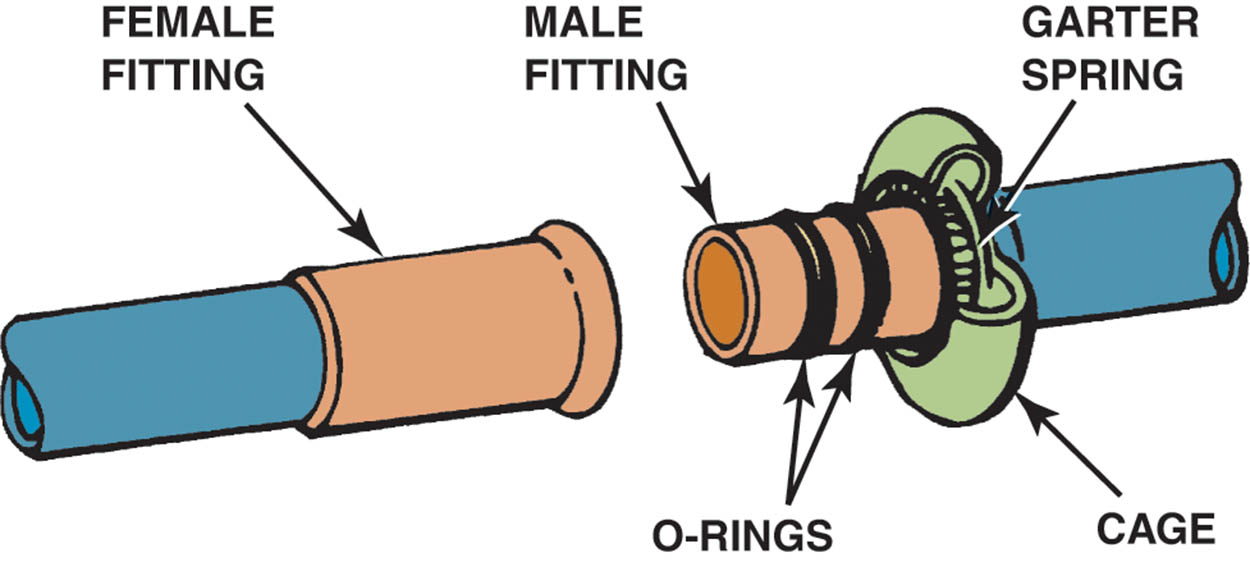 FEMALE
FITTING
MALE
FITTING
GARTER
SPRING
O-RINGS
CAGE